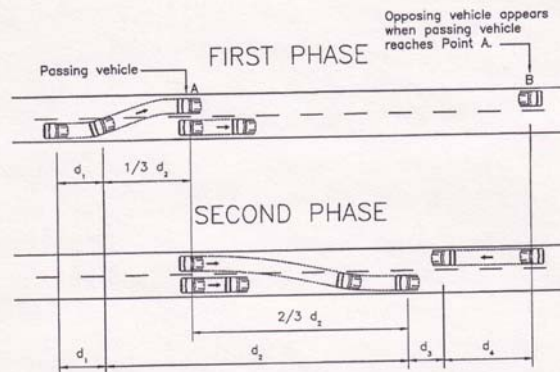 Opposing vehicle appears
when passing vehicle
reaches Point A.
FIRST PHASE
Passing vehicle
A
B
d₁
1/3 d₂
SECOND PHASE
2/3 d₂
d₁
d₂
d₃
d₄